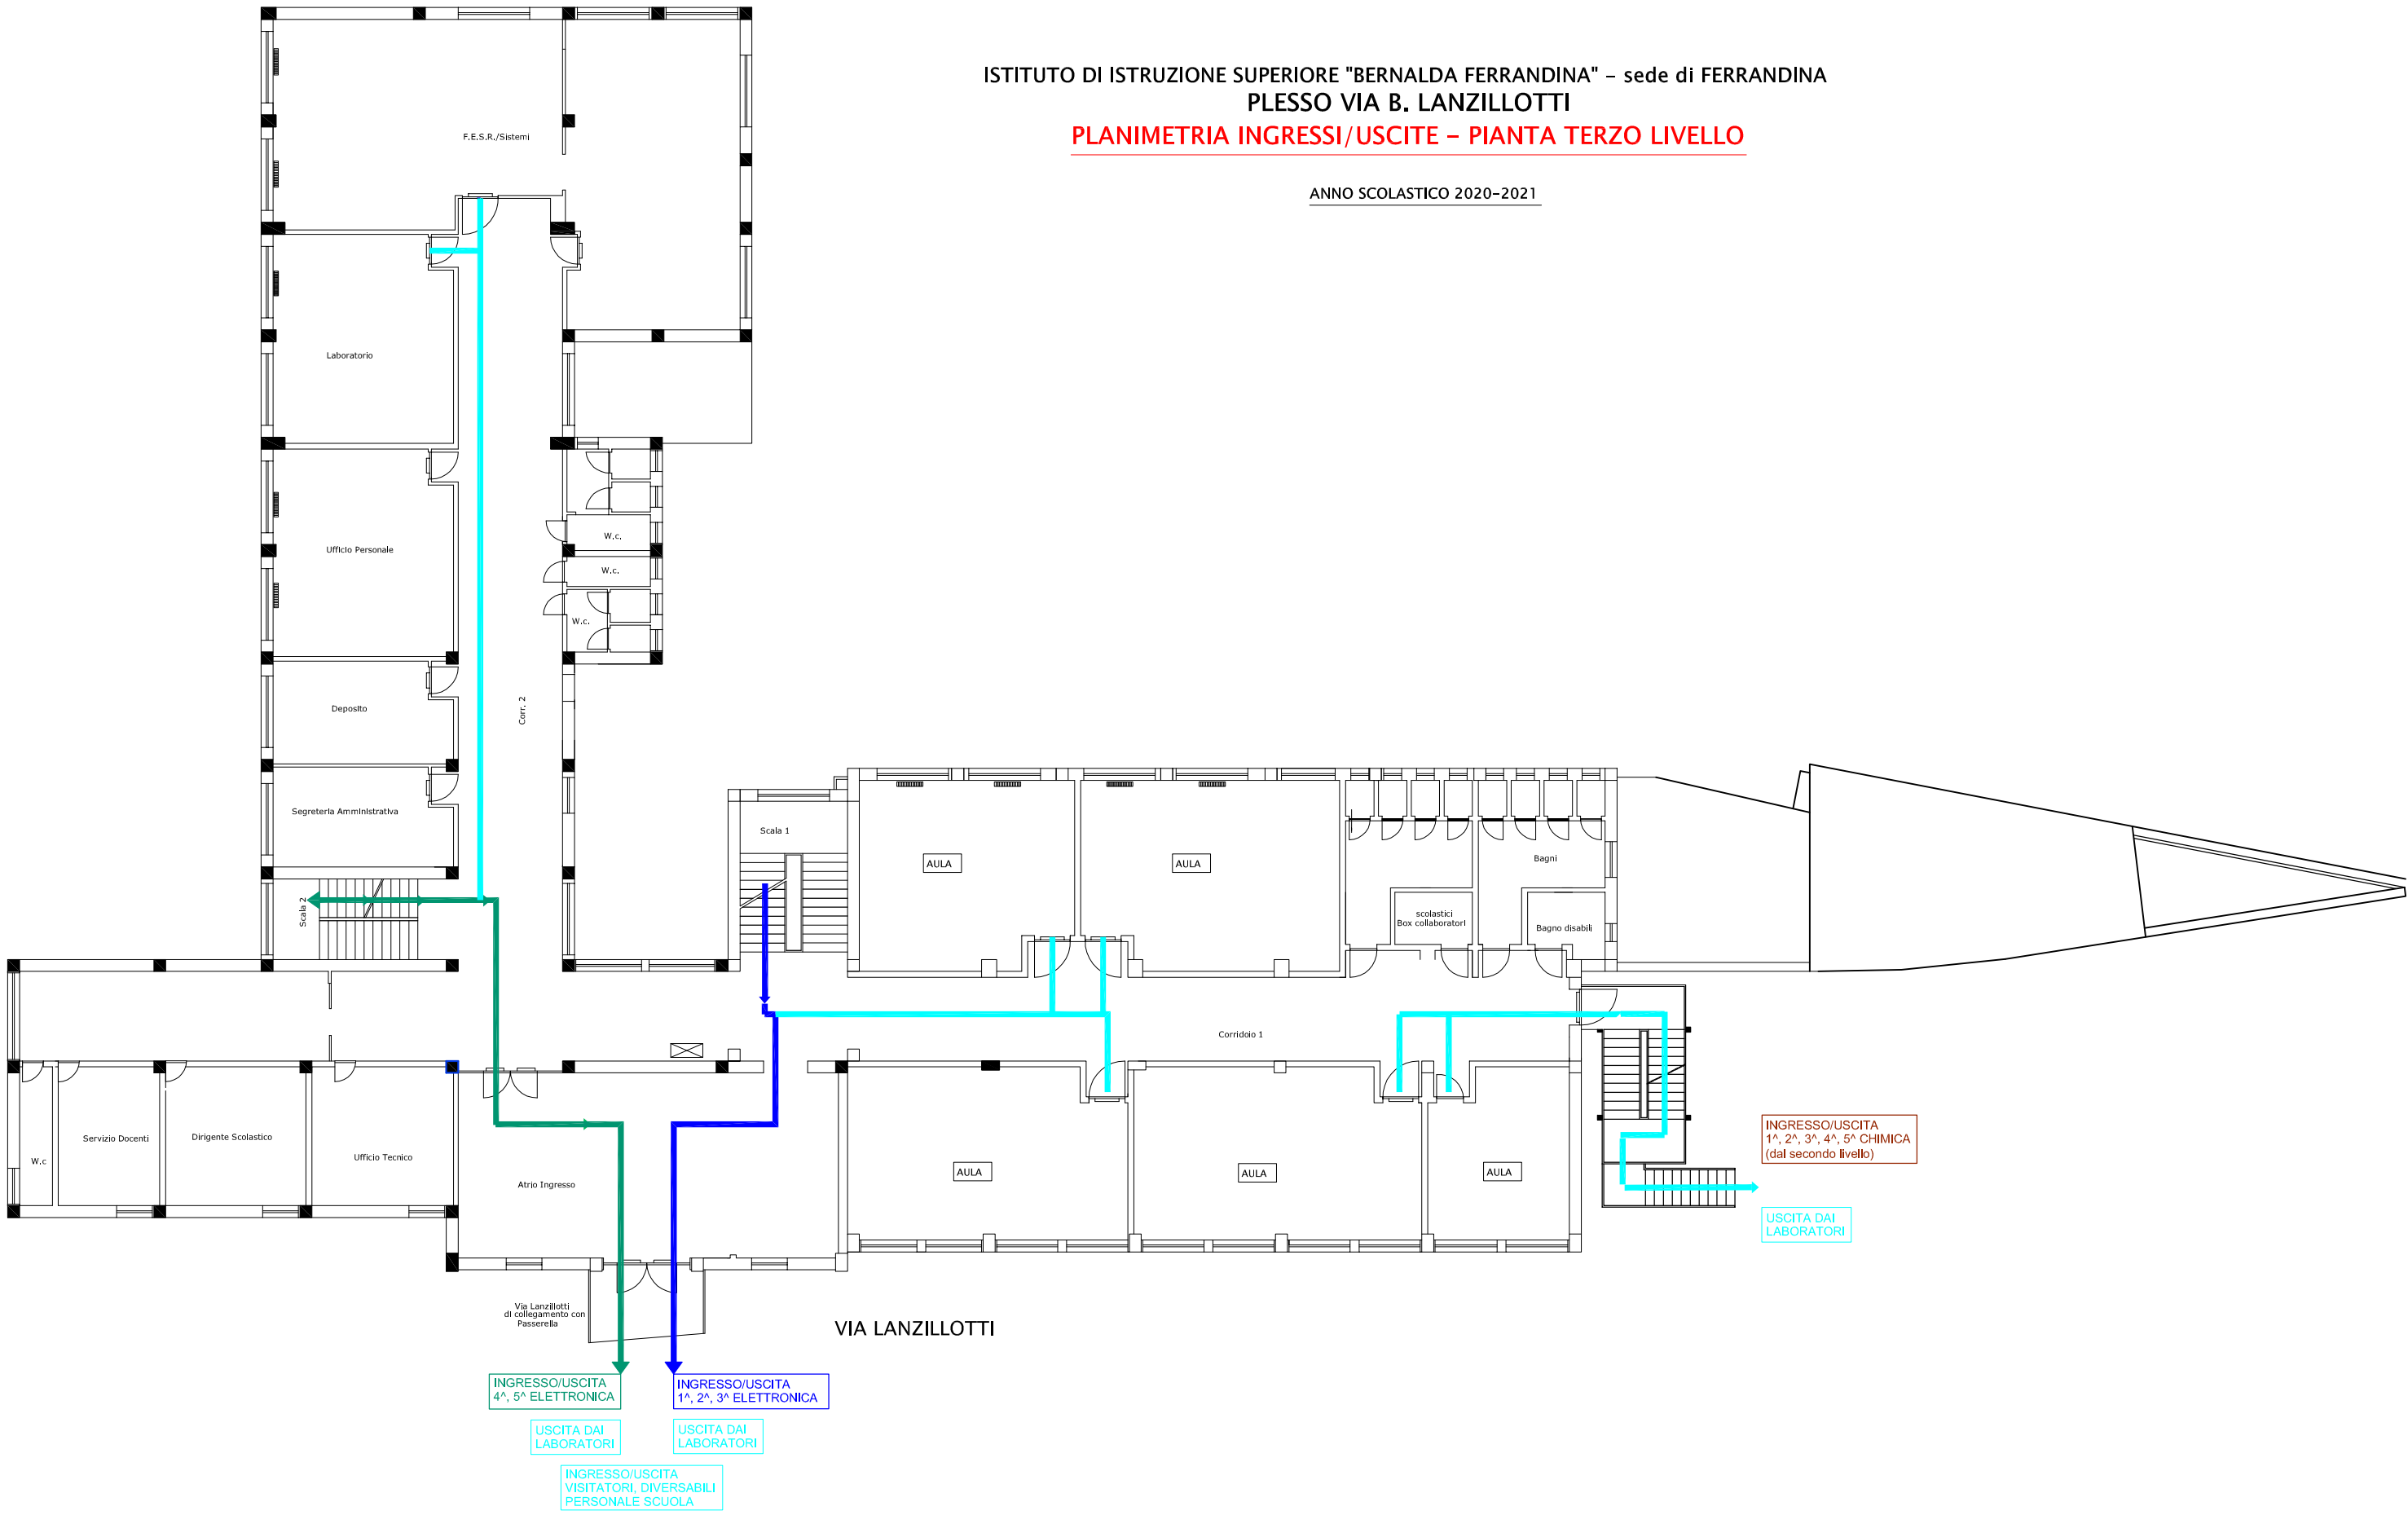 ISTITUTO DI ISTRUZIONE SUPERIORE "BERNALDA FERRANDINA" - sede di FERRANDINA
PLESSO VIA B. LANZILLOTTI
PLANIMETRIA INGRESSI/USCITE - PIANTA TERZO LIVELLO
ANNO SCOLASTICO 2020-2021
F.E.S.R./Sistemi
Laboratorio
Ufficio Personale
W.c.
W.c.
W.c.
Deposito
Corr. 2
Segreteria Amministrativa
Scala 2
Scala 1
AULA
AULA
Bagni
scolastici
Box collaboratori
Bagno disabili
Corridoio 1
W.c
Servizio Docenti
Dirigente Scolastico
Ufficio Tecnico
Atrio Ingresso
AULA
AULA
AULA
INGRESSO/USCITA
1^, 2^, 3^, 4^, 5^ CHIMICA
(dal secondo livello)
USCITA DAI
LABORATORI
Via Lanzillotti
di collegamento con
Passerella
VIA LANZILLOTTI
INGRESSO/USCITA
4^, 5^ ELETTRONICA
INGRESSO/USCITA
1^, 2^, 3^ ELETTRONICA
USCITA DAI
LABORATORI
USCITA DAI
LABORATORI
INGRESSO/USCITA
VISITATORI, DIVERSABILI
PERSONALE SCUOLA